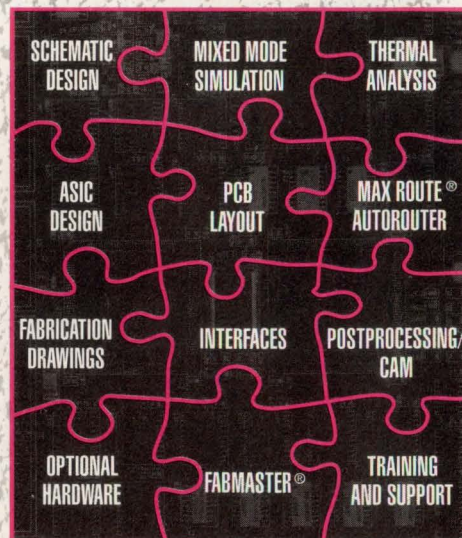 SCHEMATIC
DESIGN
MIXED MODE
SIMULATION
THERMAL
ANALYSIS
ASIC
DESIGN
PCB
LAYOUT
MAX ROUTE®
AUTOROUTER
FABRICATION
DRAWINGS
INTERFACES
POSTPROCESSING/
CAM
OPTIONAL
HARDWARE
FABMASTER®
TRAINING
AND SUPPORT